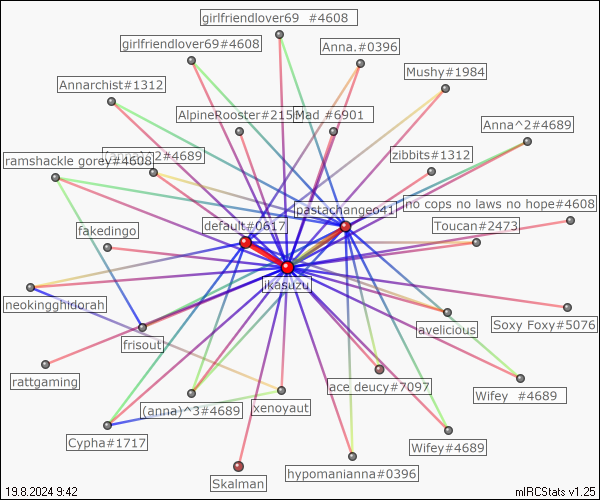 girlfriendlover69  #4608
girlfriendlover69#4608
Anna.#0396
Mushy#1984
Annarchist#1312
AlpineRooster#215
Mad #6901
Anna^2#4689
ramshackle gorey#4608
^2#4689
zibbits#1312
pastachangeo41
no cops no laws no hope#4608
default#0617
Toucan#2473
fakedingo
ikasuzu
neokingghidorah
frisout
avelicious
Soxy Foxy#5076
rattgaming
ace deucy#7097
Wifey  #4689
(anna)^3#4689
xenoyaut
Cypha#1717
Wifey#4689
hypomanianna#0396
Skalman
19.8.2024 9:42
mIRCStats v1.25